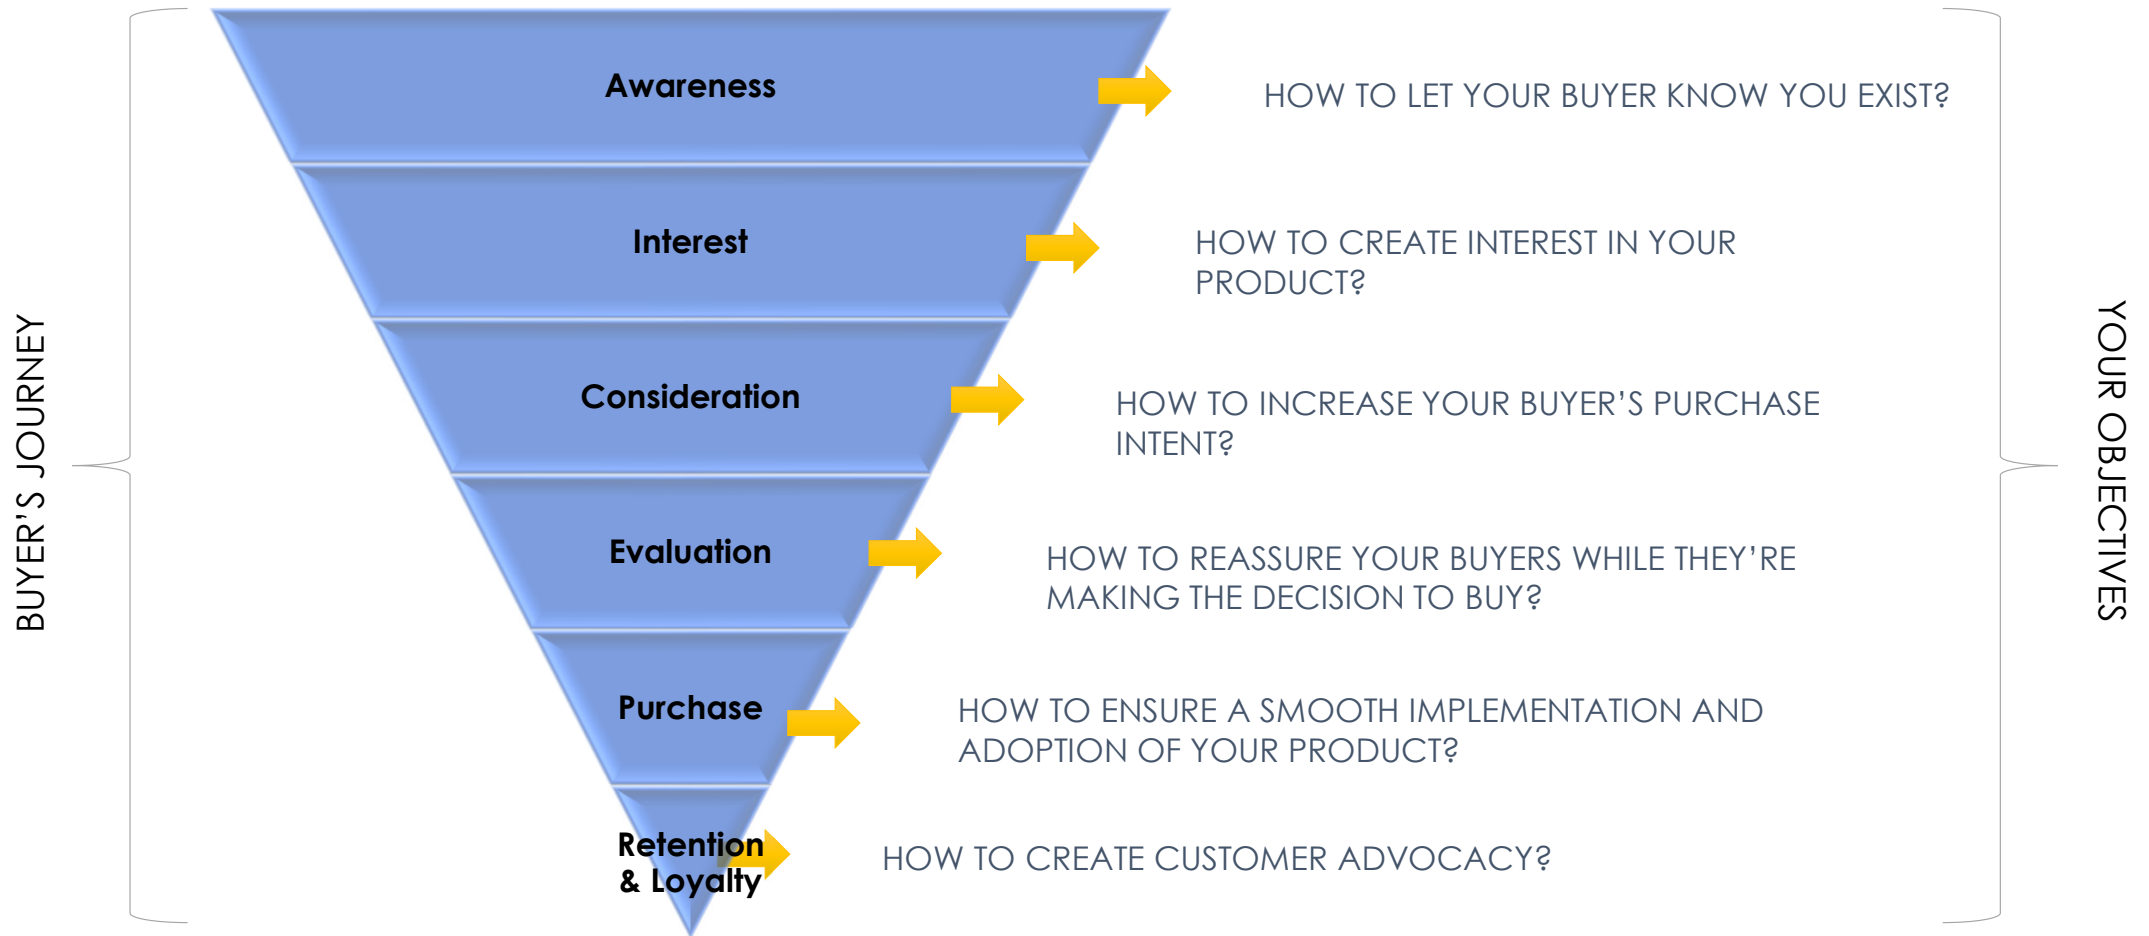 BUYER’S JOURNEY
Awareness
HOW TO LET YOUR BUYER KNOW YOU EXIST?
Interest
HOW TO CREATE INTEREST IN YOUR
PRODUCT?
Consideration
HOW TO INCREASE YOUR BUYER’S PURCHASE
INTENT?
Evaluation
HOW TO REASSURE YOUR BUYERS WHILE THEY’RE
MAKING THE DECISION TO BUY?
Purchase
HOW TO ENSURE A SMOOTH IMPLEMENTATION AND
ADOPTION OF YOUR PRODUCT?
Retention
& Loyalty
HOW TO CREATE CUSTOMER ADVOCACY?
YOUR OBJECTIVES